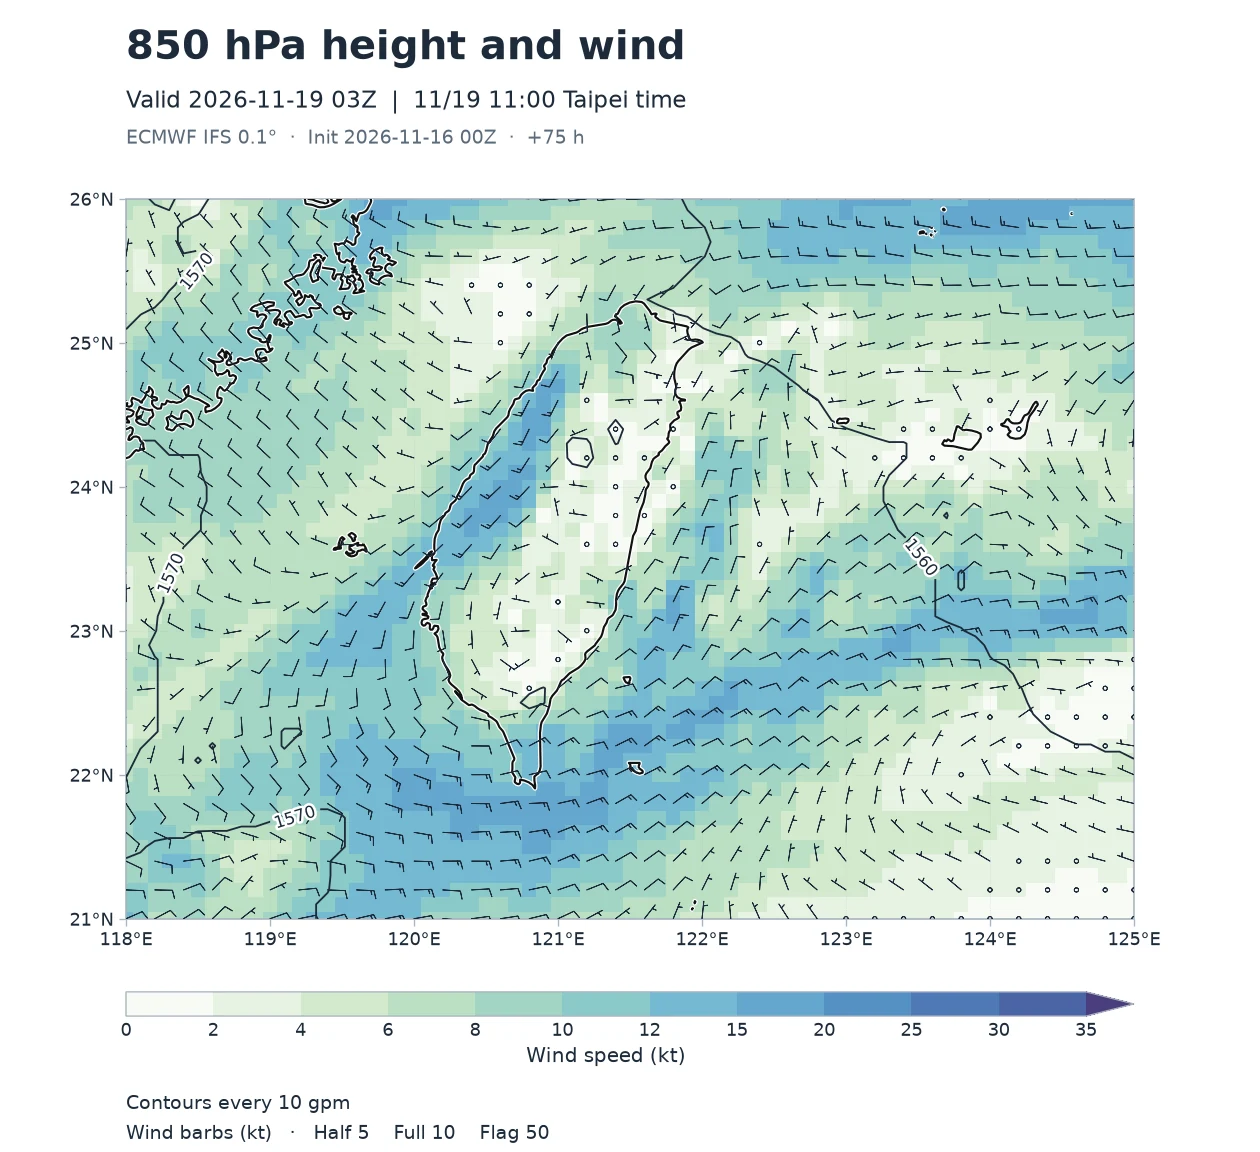 850 hPa height and wind
Valid 2026-11-19 03Z | 11/19 11:00 Taipei time
ECMWF IFS 0.1° · Init 2026-11-16 00Z · +75 h
26°N
25°N
24°N
23°N
22°N
21°N
1570
1570
1560
1570
118°E 119°E 120°E 121°E 122°E 123°E 124°E 125°E
0 2 4 6 8 10 12 15 20 25 30 35
Wind speed (kt)
Contours every 10 gpm
Wind barbs (kt) · Half 5 Full 10 Flag 50